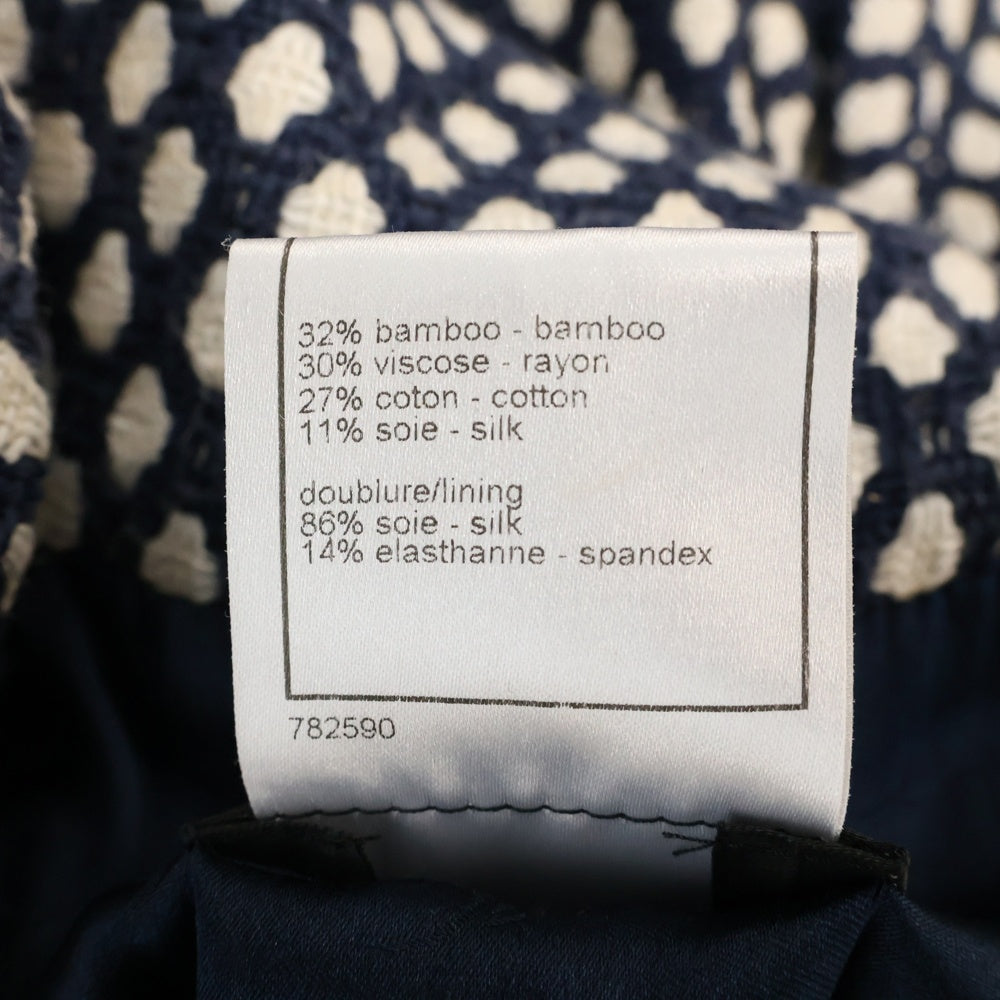 32% bamboo - bamboo
30% viscose - rayon
27% coton - cotton
11% soie - silk
doublure/lining
86% soie - silk
14% elasthanne - spandex
782590